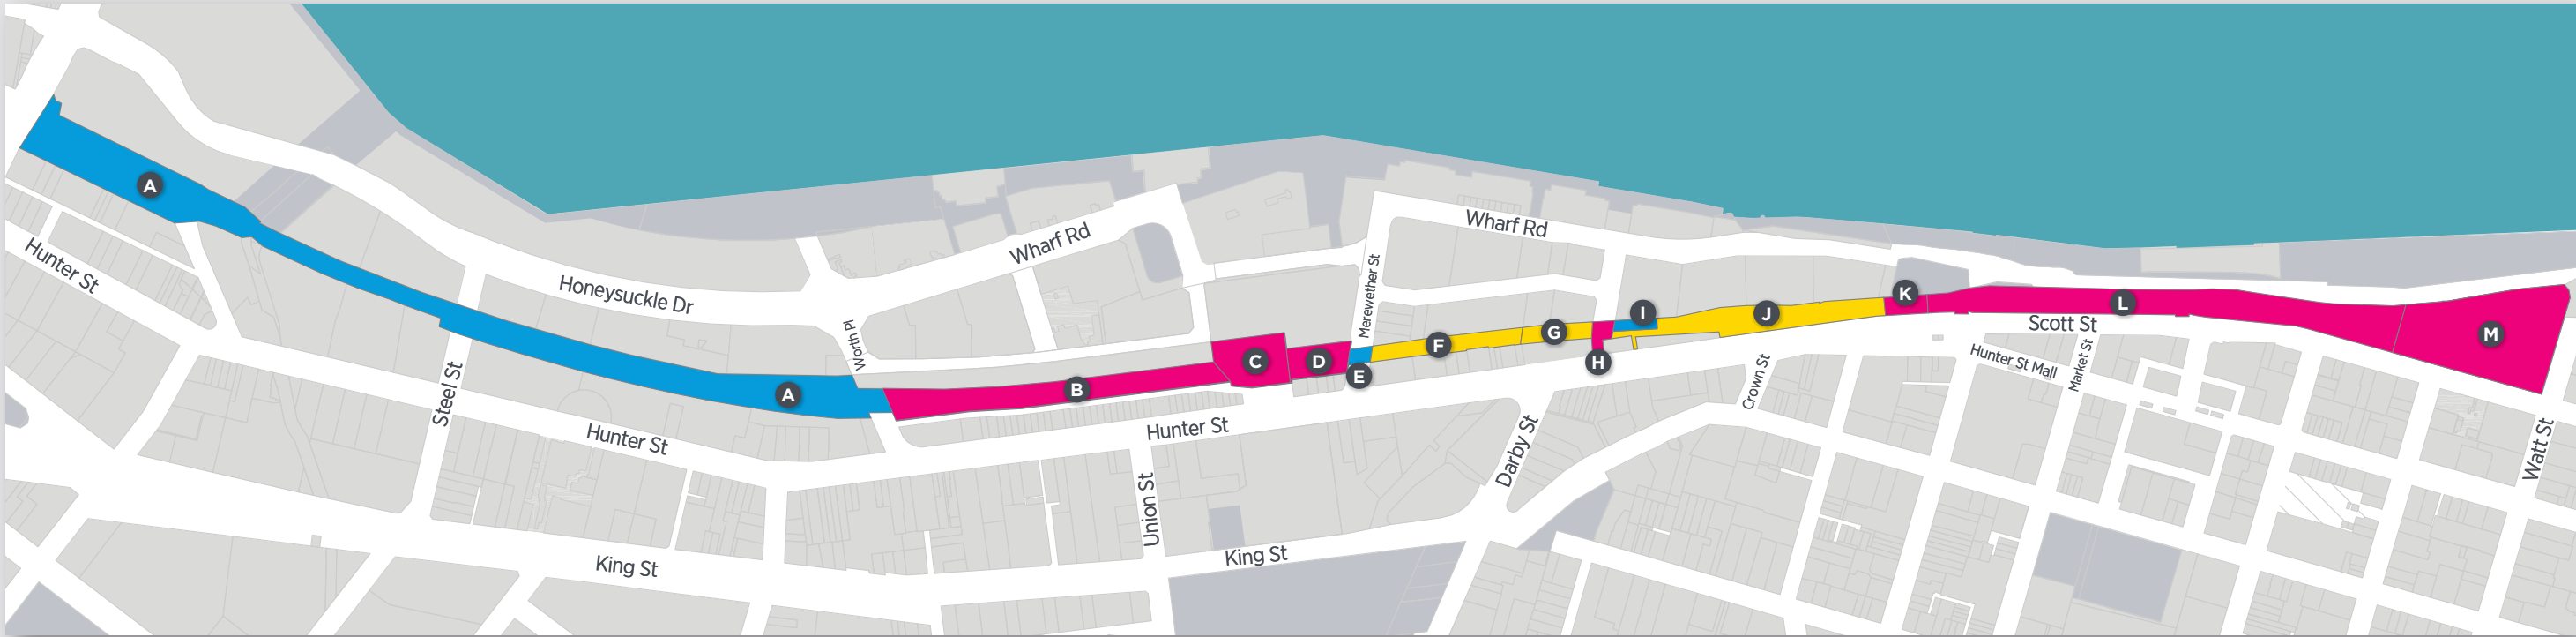 A
Hunter St
Honeysuckle Dr
Steel St
Hunter St
King St
A
Worth Pl
Wharf Rd
B
C
D
E
Hunter St
Union St
King St
Merewether St
Wharf Rd
F
G
H
I
J
K
L
M
Darby St
Crown St
Scott St
Hunter St Mall
Market St
Watt St